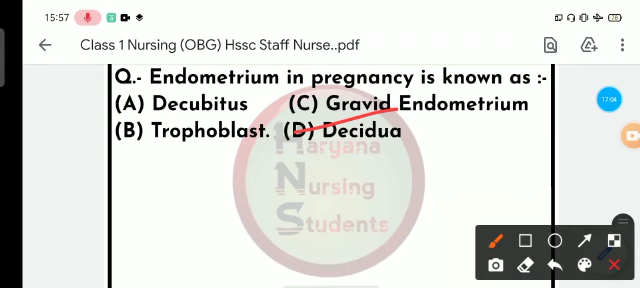 15:57
Class 1 Nursing (OBG) Hssc Staff Nurse..pdf
Q.- Endometrium in pregnancy is known as :-
(A) Decubitus (C) Gravid Endometrium
(B) Trophoblast. (D) Decidua
Haryana
Nursing
Students
17:04